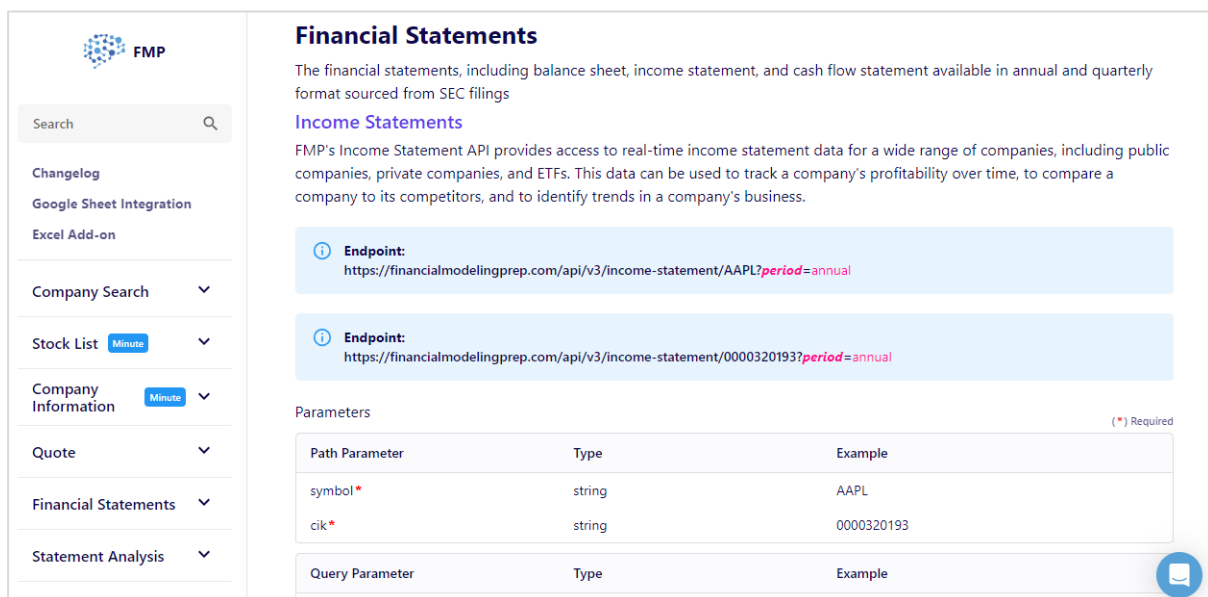 FMP
Search
Changelog
Google Sheet Integration
Excel Add-on
Company Search
Stock List Minute
Company
Information Minute
Quote
Financial Statements
Statement Analysis
Financial Statements
The financial statements, including balance sheet, income statement, and cash flow statement available in annual and quarterly
format sourced from SEC filings
Income Statements
FMP's Income Statement API provides access to real-time income statement data for a wide range of companies, including public
companies, private companies, and ETFs. This data can be used to track a company's profitability over time, to compare a
company to its competitors, and to identify trends in a company's business.
Endpoint:
https://financialmodelingprep.com/api/v3/income-statement/AAPL?period=annual
Endpoint:
https://financialmodelingprep.com/api/v3/income-statement/0000320193?period=annual
Parameters
(*) Required
Path Parameter Type Example
symbol* string AAPL
cik* string 0000320193
Query Parameter Type Example